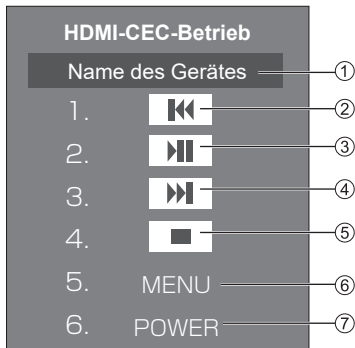 HDMI-CEC-Betrieb
Name des Gerätes ①
1. ②
2. ③
3. ④
4. ⑤
5. MENU ⑥
6. POWER ⑦